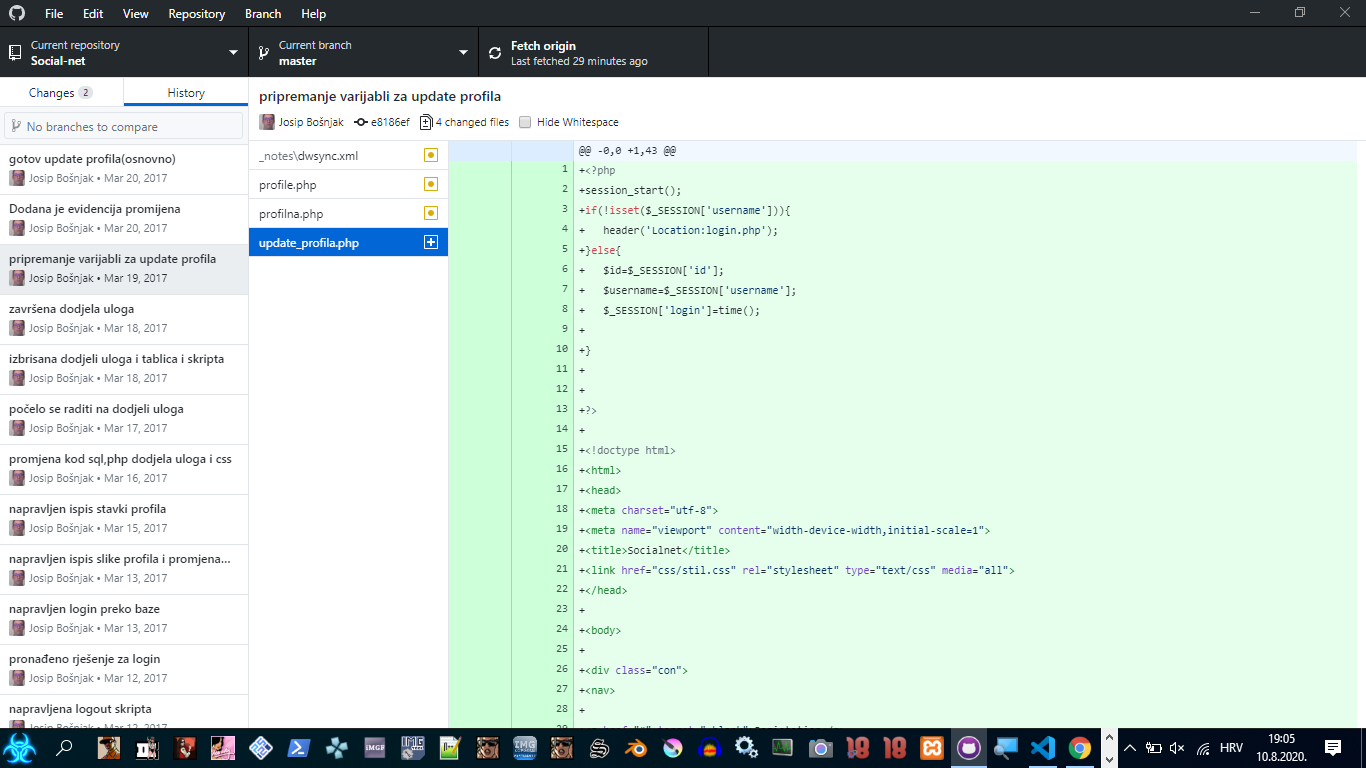 File Edit View Repository Branch Help
Current repository
Social-net
Current branch
master
Fetch origin
Last fetched 29 minutes ago
Changes 2
History
No branches to compare
gotov update profila(osnovno)
Josip Bošnjak • Mar 20, 2017
Dodana je evidencija promijena
Josip Bošnjak • Mar 20, 2017
pripremanje varijabli za update profila
Josip Bošnjak • Mar 19, 2017
završena dodjela uloga
Josip Bošnjak • Mar 18, 2017
izbrisana dodjeli uloga i tablica i skripta
Josip Bošnjak • Mar 18, 2017
počelo se raditi na dodjeli uloga
Josip Bošnjak • Mar 17, 2017
promjena kod sql,php dodjela uloga i css
Josip Bošnjak • Mar 16, 2017
napravljen ispis stavki profila
Josip Bošnjak • Mar 15, 2017
napravljen ispis slike profila i promjena...
Josip Bošnjak • Mar 13, 2017
napravljen login preko baze
Josip Bošnjak • Mar 13, 2017
pronađeno rješenje za login
Josip Bošnjak • Mar 12, 2017
napravljena logout skripta
Josip Bošnjak • Mar 12, 2017
pripremanje varijabli za update profila
Josip Bošnjak e8186ef 4 changed files Hide Whitespace
_notes\dwsync.xml
profile.php
profilna.php
update_profila.php
@@ -0,0 +1,43 @@
1 +<?php
2 +session_start();
3 +if(!isset($_SESSION['username'])){
4 + header('Location:login.php');
5 +}else{
6 + $id=$_SESSION['id'];
7 + $username=$_SESSION['username'];
8 + $_SESSION['login']=time();
9 +
10 +}
11 +
12 +
13 +?>
14 +
15 +<!doctype html>
16 +<html>
17 +<head>
18 +<meta charset="utf-8">
19 +<meta name="viewport" content="width-device-width,initial-scale=1">
20 +<title>Socialnet</title>
21 +<link href="css/stil.css" rel="stylesheet" type="text/css" media="all">
22 +</head>
23 +
24 +<body>
25 +
26 +<div class="con">
27 +<nav>
28 +
HRV
19:05
10.8.2020.